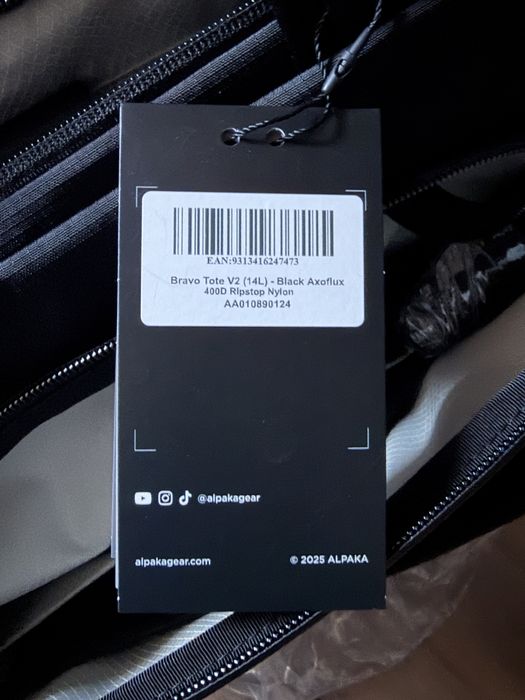 EAN:9313416247473
Bravo Tote V2 (14L) - Black Axoflux
400D Ripstop Nylon
AA010890124
@alpakagear
alpakagear.com
© 2025 ALPAKA